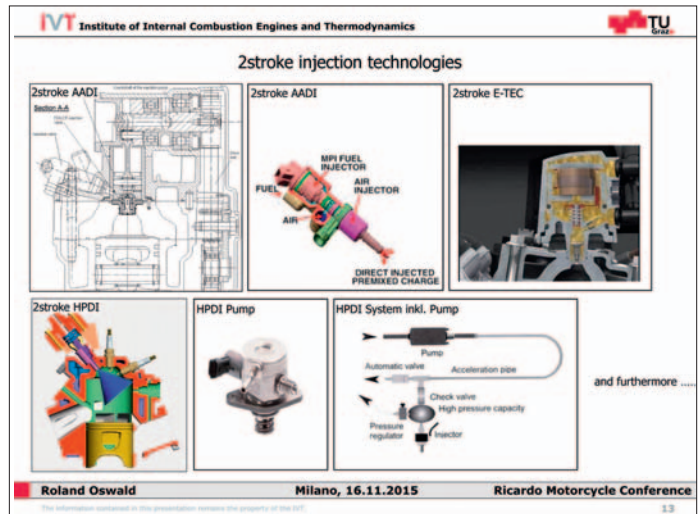 IVT Institute of Internal Combustion Engines and Thermodynamics
TU
Graz
2stroke injection technologies
2stroke AADI
Section A-A
2stroke AADI
MPI FUEL
INJECTOR
AIR
INJECTOR
FUEL
AIR
DIRECT INJECTED
PREMIXED CHARGE
2stroke E-TEC
2stroke HPDI
HPDI Pump
HPDI System inkl. Pump
Pump
Automatic valve
Acceleration pipe
Check valve
High pressure capacity
Pressure
regulator
Injector
and furthermore .....
Roland Oswald
Milano, 16.11.2015
Ricardo Motorcycle Conference
The information contained in this presentation remains the property of the IVT.
13